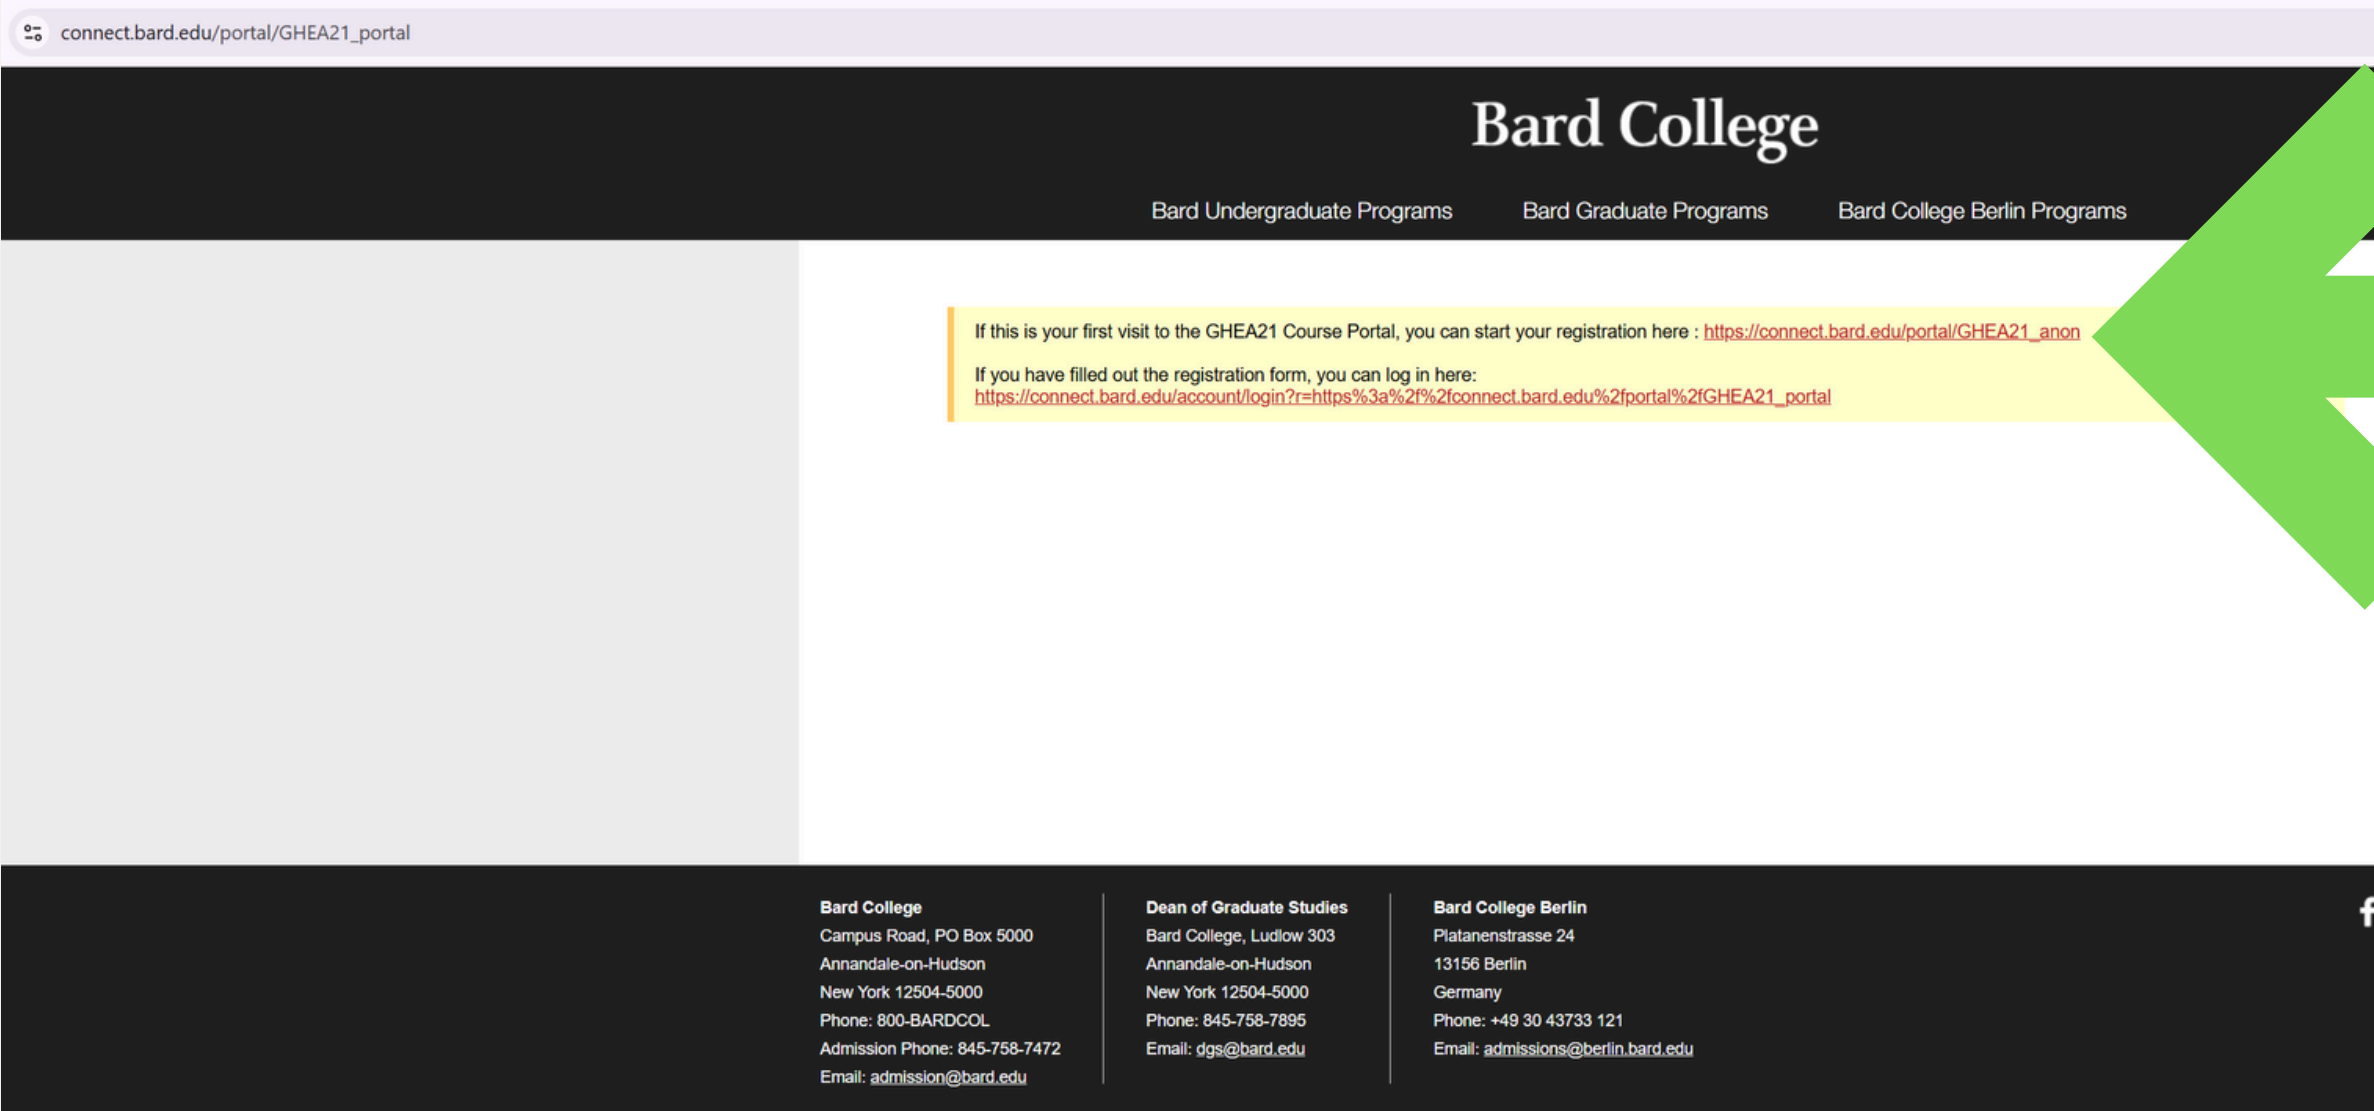 connect.bard.edu/portal/GHEA21_portal
Bard College
Bard Undergraduate Programs
Bard Graduate Programs
Bard College Berlin Programs
If this is your first visit to the GHEA21 Course Portal, you can start your registration here : https://connect.bard.edu/portal/GHEA21_anon
If you have filled out the registration form, you can log in here:
https://connect.bard.edu/account/login?r=https%3a%2f%2fconnect.bard.edu%2fportal%2fGHEA21_portal
Bard College
Campus Road, PO Box 5000
Annandale-on-Hudson
New York 12504-5000
Phone: 800-BARDCOL
Admission Phone: 845-758-7472
Email: admission@bard.edu
Dean of Graduate Studies
Bard College, Ludlow 303
Annandale-on-Hudson
New York 12504-5000
Phone: 845-758-7895
Email: dgs@bard.edu
Bard College Berlin
Platanenstrasse 24
13156 Berlin
Germany
Phone: +49 30 43733 121
Email: admissions@berlin.bard.edu